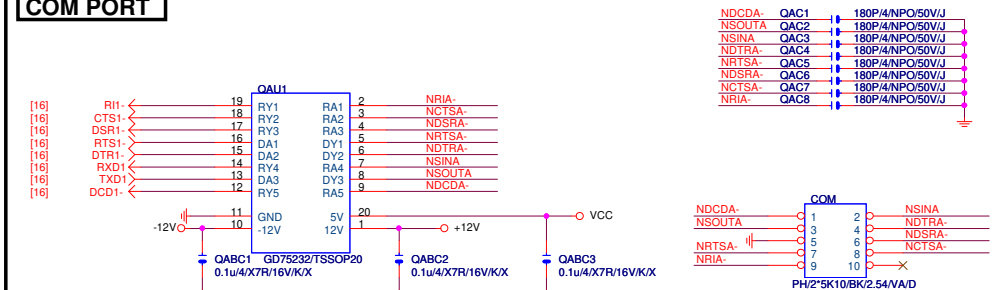 COM PORT
NDCDA- QAC1 180P/4/NPO/50V/J
NSOUTA QAC2 180P/4/NPO/50V/J
NSINA QAC3 180P/4/NPO/50V/J
NDTRA- QAC4 180P/4/NPO/50V/J
NRTSA- QAC5 180P/4/NPO/50V/J
NDSRA- QAC6 180P/4/NPO/50V/J
NCTSA- QAC7 180P/4/NPO/50V/J
NRIA- QAC8 180P/4/NPO/50V/J
QAU1
[16] RI1- 19 RY1 RA1 2 NRIA-
[16] CTS1- 18 RY2 RA2 3 NCTSA-
[16] DSR1- 17 RY3 RA3 4 NDSRA-
[16] RTS1- 16 DA1 DY1 5 NRTSA-
[16] DTR1- 15 DA2 DY2 6 NDTRA-
[16] RXD1 14 RY4 RA4 7 NSINA
[16] TXD1 13 DA3 DY3 8 NSOUTA
[16] DCD1- 12 RY5 RA5 9 NDCDA-
11 GND 5V 20 VCC
-12V 10 -12V 12V 1 +12V
GD75232/TSSOP20
QABC1
0.1u/4/X7R/16V/K/X
QABC2
0.1u/4/X7R/16V/K/X
QABC3
0.1u/4/X7R/16V/K/X
COM
NDCDA- 1 2 NSINA
NSOUTA 3 4 NDTRA-
5 6 NDSRA-
NRTSA- 7 8 NCTSA-
NRIA- 9 10
PH/2*5K10/BK/2.54/VA/D